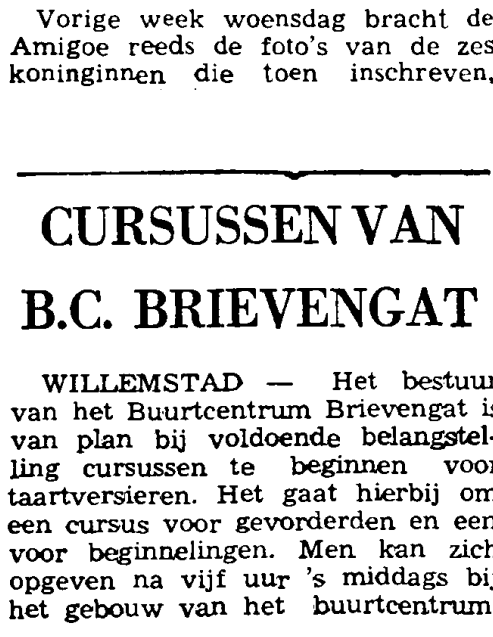 Vorige week woensdag bracht de
Amigoe reeds de foto's van de zes
koninginnen die toen inschreven,
CURSUSSEN VAN
B.C. BRIEVENGAT
WILLEMSTAD — Het bestuur
van het Buurtcentrum Brievengat is
van plan bij voldoende belangstel-
ling cursussen te beginnen voor
taartversieren. Het gaat hierbij om
een cursus voor gevorderden en een
voor beginnelingen. Men kan zich
opgeven na vijf uur 's middags bij
het gebouw van het buurtcentrum